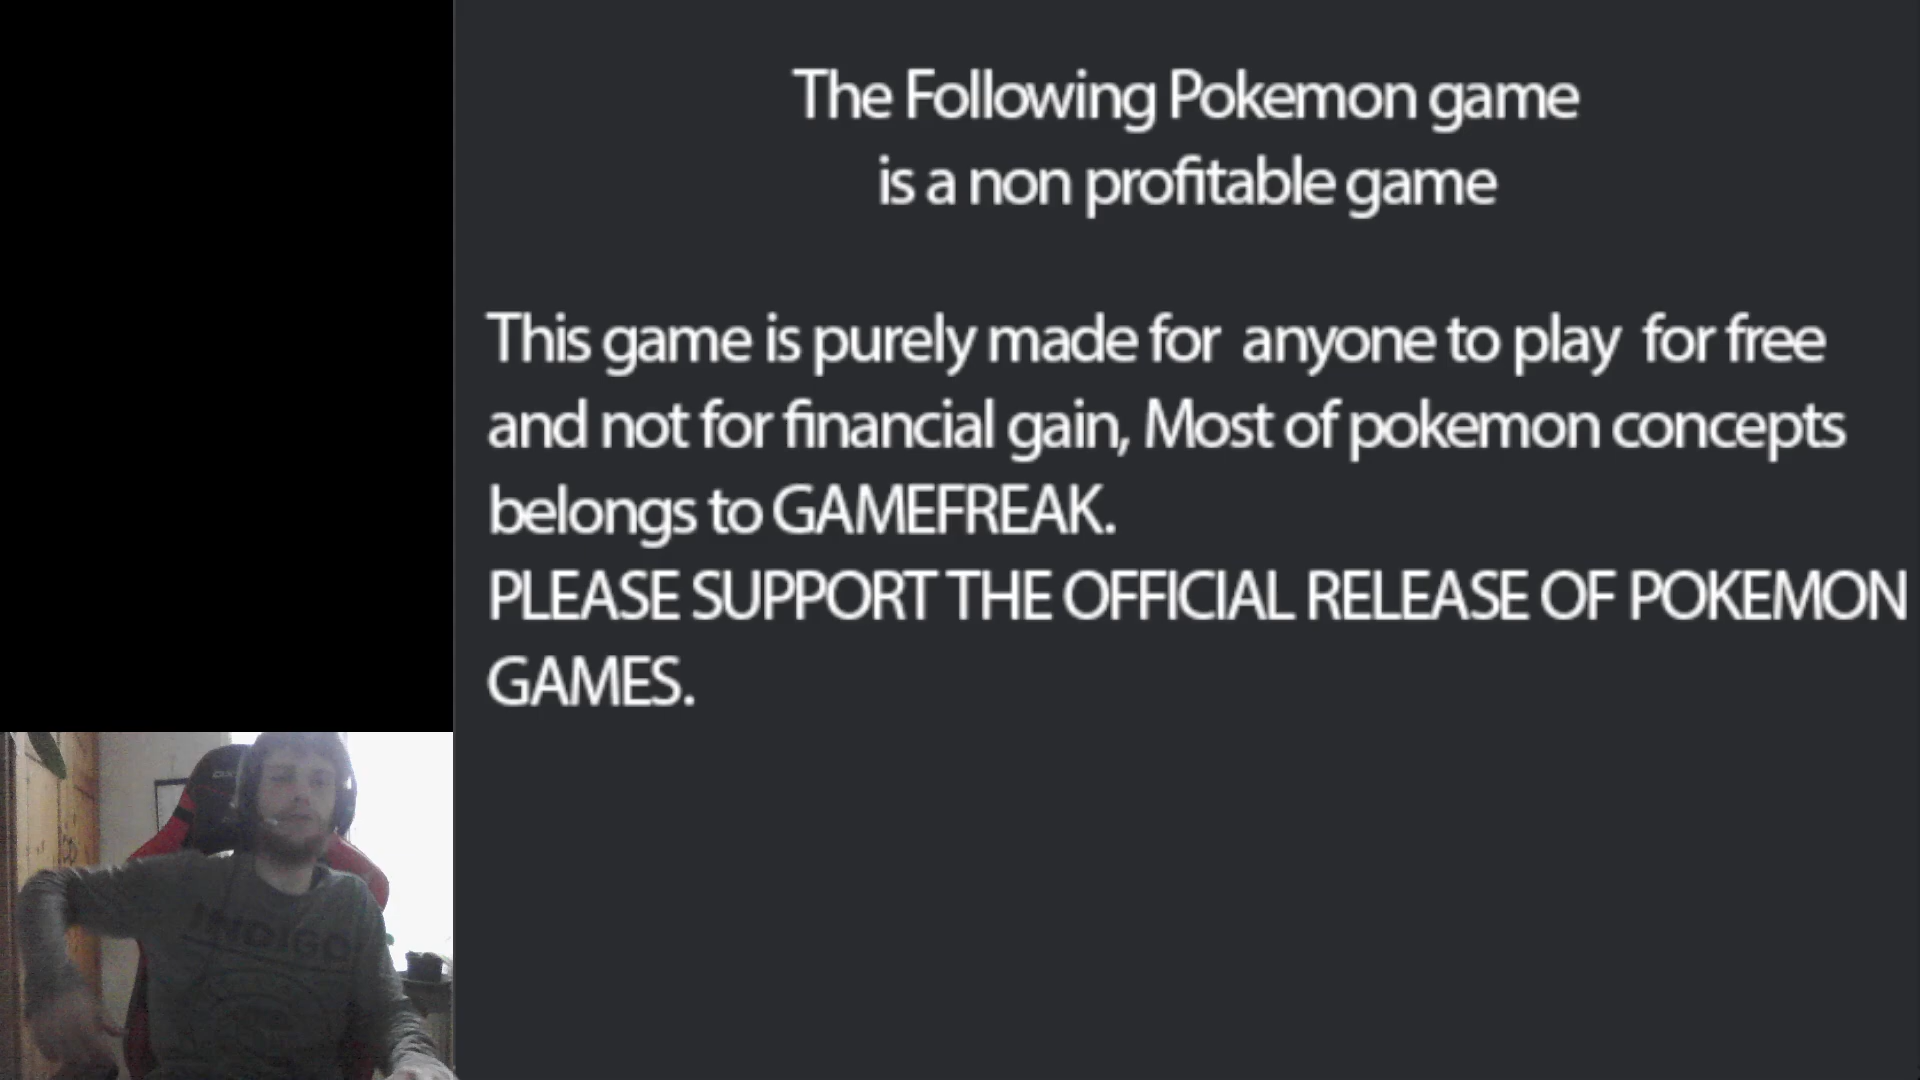 The Following Pokemon game
is a non profitable game
This game is purely made for anyone to play for free
and not for financial gain, Most of pokemon concepts
belongs to GAMEFREAK.
PLEASE SUPPORT THE OFFICIAL RELEASE OF POKEMON
GAMES.
INDIGO